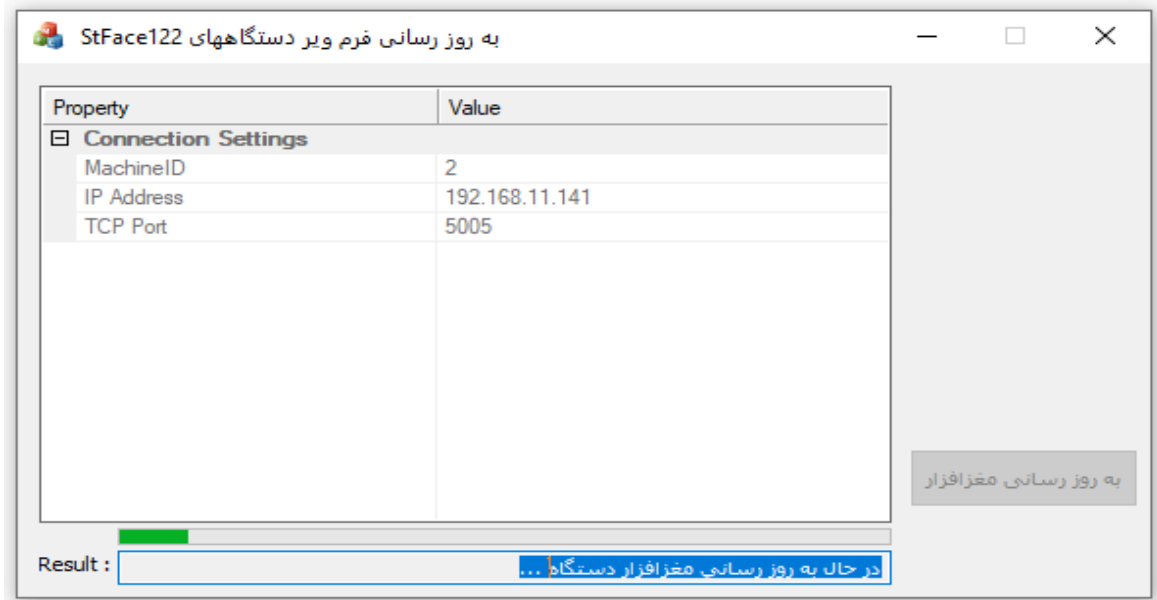 به روز رسانی فرم ویر دستگاههای StFace122
Property Value
Connection Settings
MachineID 2
IP Address 192.168.11.141
TCP Port 5005
به روز رسانی مغزافزار
Result : در حال به روز رسانی مغزافزار دستگاه ...